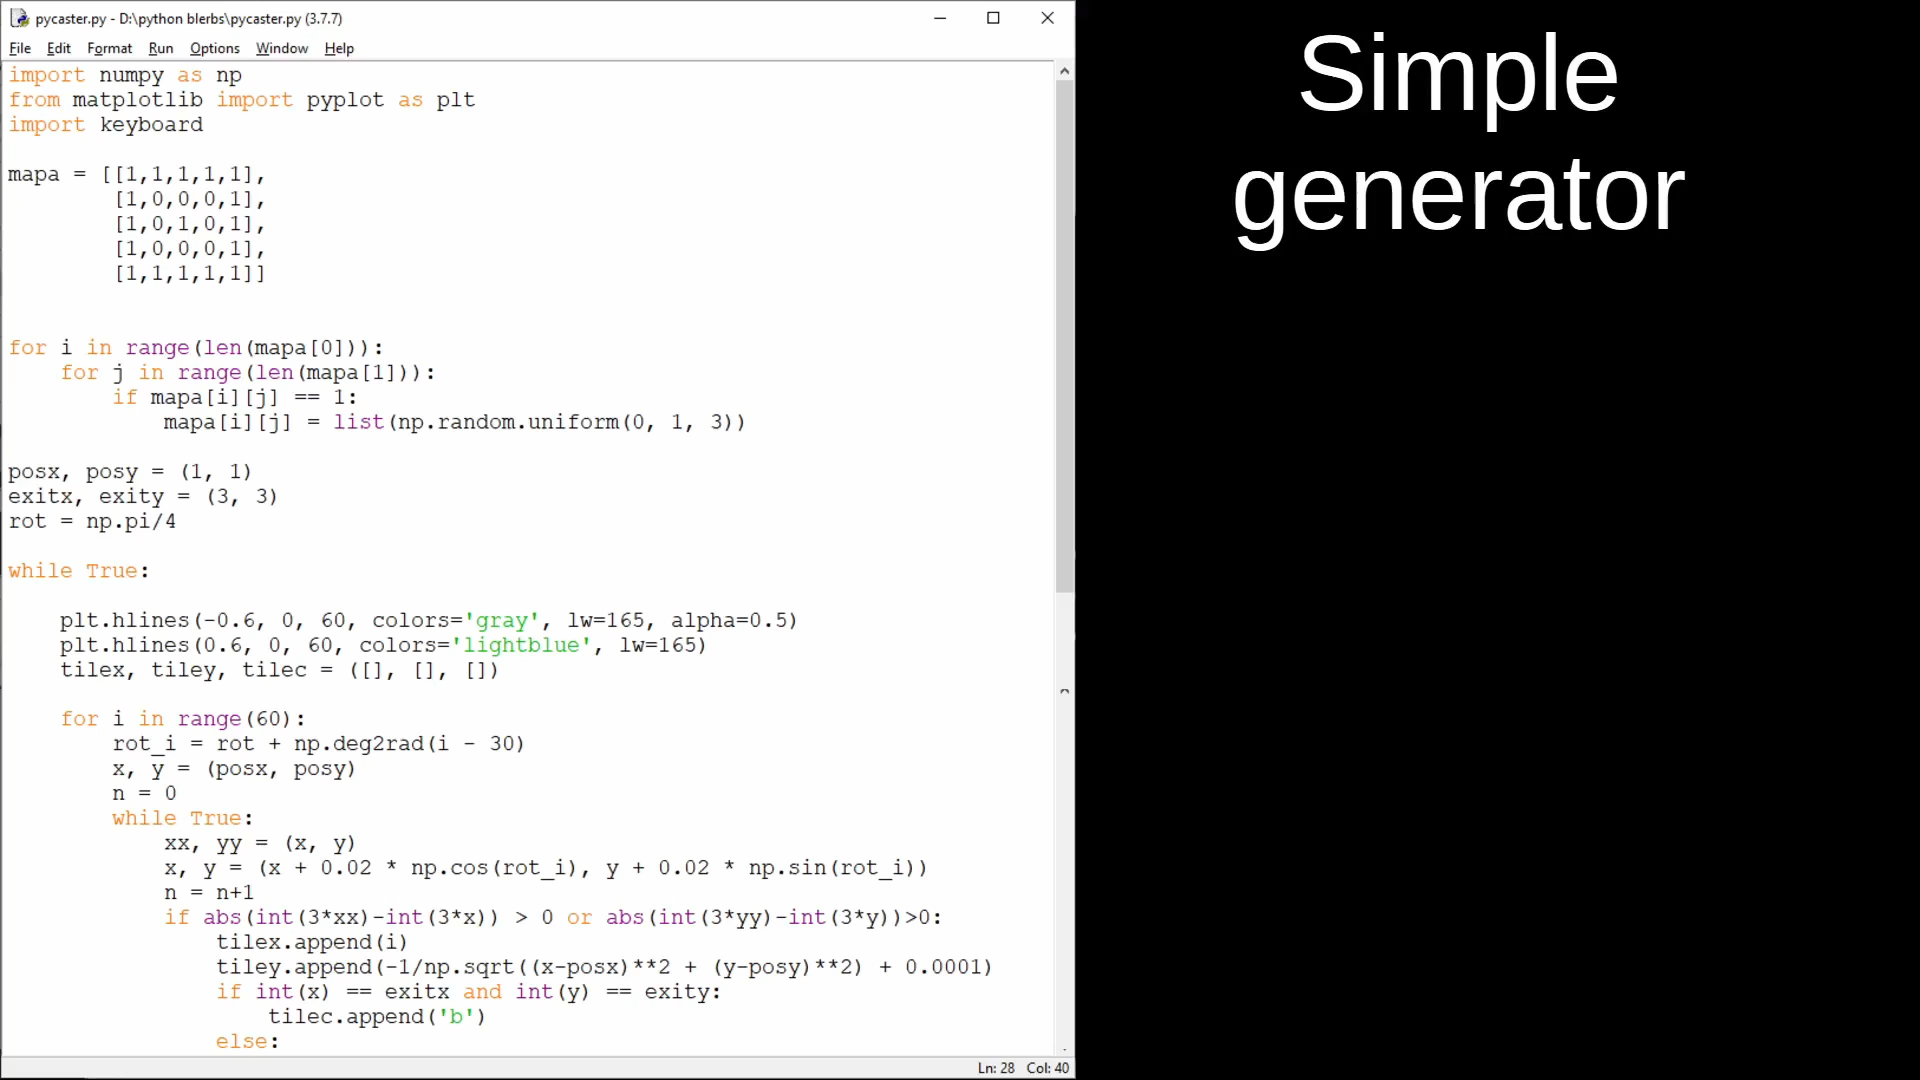 pycaster.py - D:\python blerbs\pycaster.py (3.7.7)
File Edit Format Run Options Window Help
import numpy as np
from matplotlib import pyplot as plt
import keyboard
mapa = [[1,1,1,1,1],
[1,0,0,0,1],
[1,0,1,0,1],
[1,0,0,0,1],
[1,1,1,1,1]]
for i in range(len(mapa[0])):
for j in range(len(mapa[1])):
if mapa[i][j] == 1:
mapa[i][j] = list(np.random.uniform(0, 1, 3))
posx, posy = (1, 1)
exitx, exity = (3, 3)
rot = np.pi/4
while True:
plt.hlines(-0.6, 0, 60, colors='gray', lw=165, alpha=0.5)
plt.hlines(0.6, 0, 60, colors='lightblue', lw=165)
tilex, tiley, tilec = ([], [], [])
for i in range(60):
rot_i = rot + np.deg2rad(i - 30)
x, y = (posx, posy)
n = 0
while True:
xx, yy = (x, y)
x, y = (x + 0.02 * np.cos(rot_i), y + 0.02 * np.sin(rot_i))
n = n+1
if abs(int(3*xx)-int(3*x)) > 0 or abs(int(3*yy)-int(3*y))>0:
tilex.append(i)
tiley.append(-1/np.sqrt((x-posx)**2 + (y-posy)**2) + 0.0001)
if int(x) == exitx and int(y) == exity:
tilec.append('b')
else:
Ln: 28 Col: 40
Simple
generator